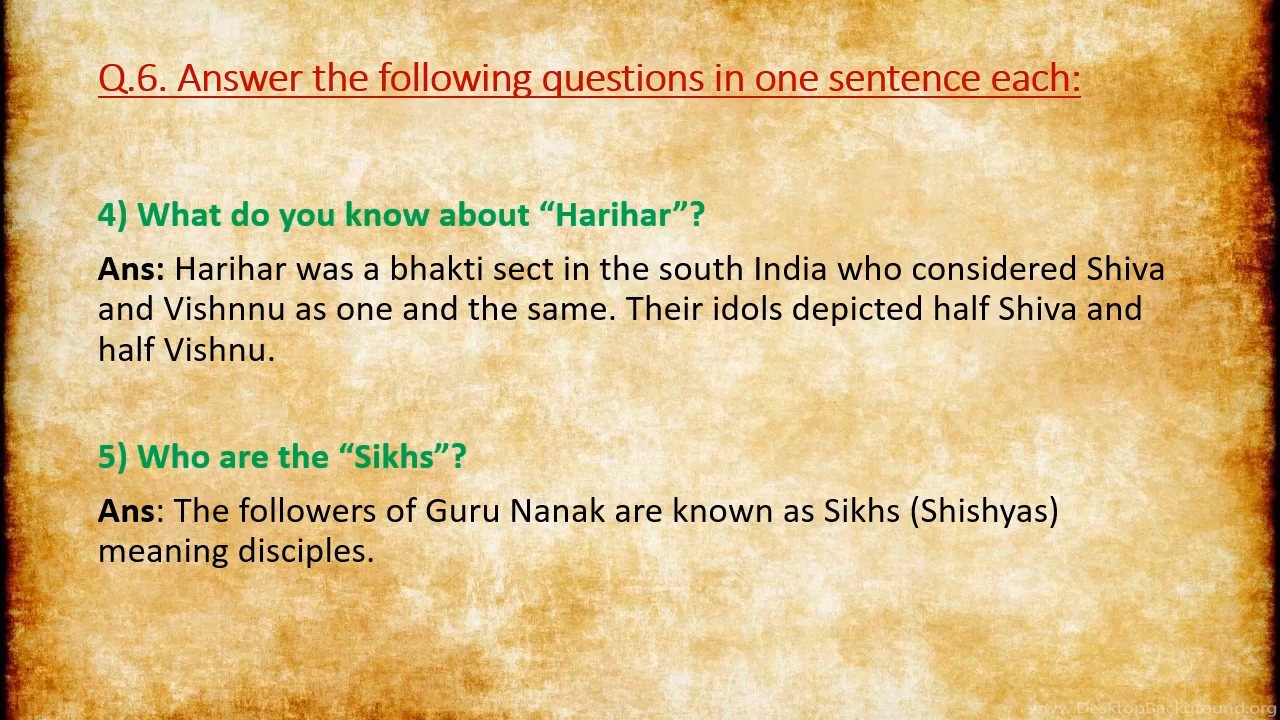 Q.6. Answer the following questions in one sentence each:
4) What do you know about “Harihar”?
Ans: Harihar was a bhakti sect in the south India who considered Shiva
and Vishnnu as one and the same. Their idols depicted half Shiva and
half Vishnu.
5) Who are the “Sikhs”?
Ans: The followers of Guru Nanak are known as Sikhs (Shishyas)
meaning disciples.
www.DesktopBackground.org